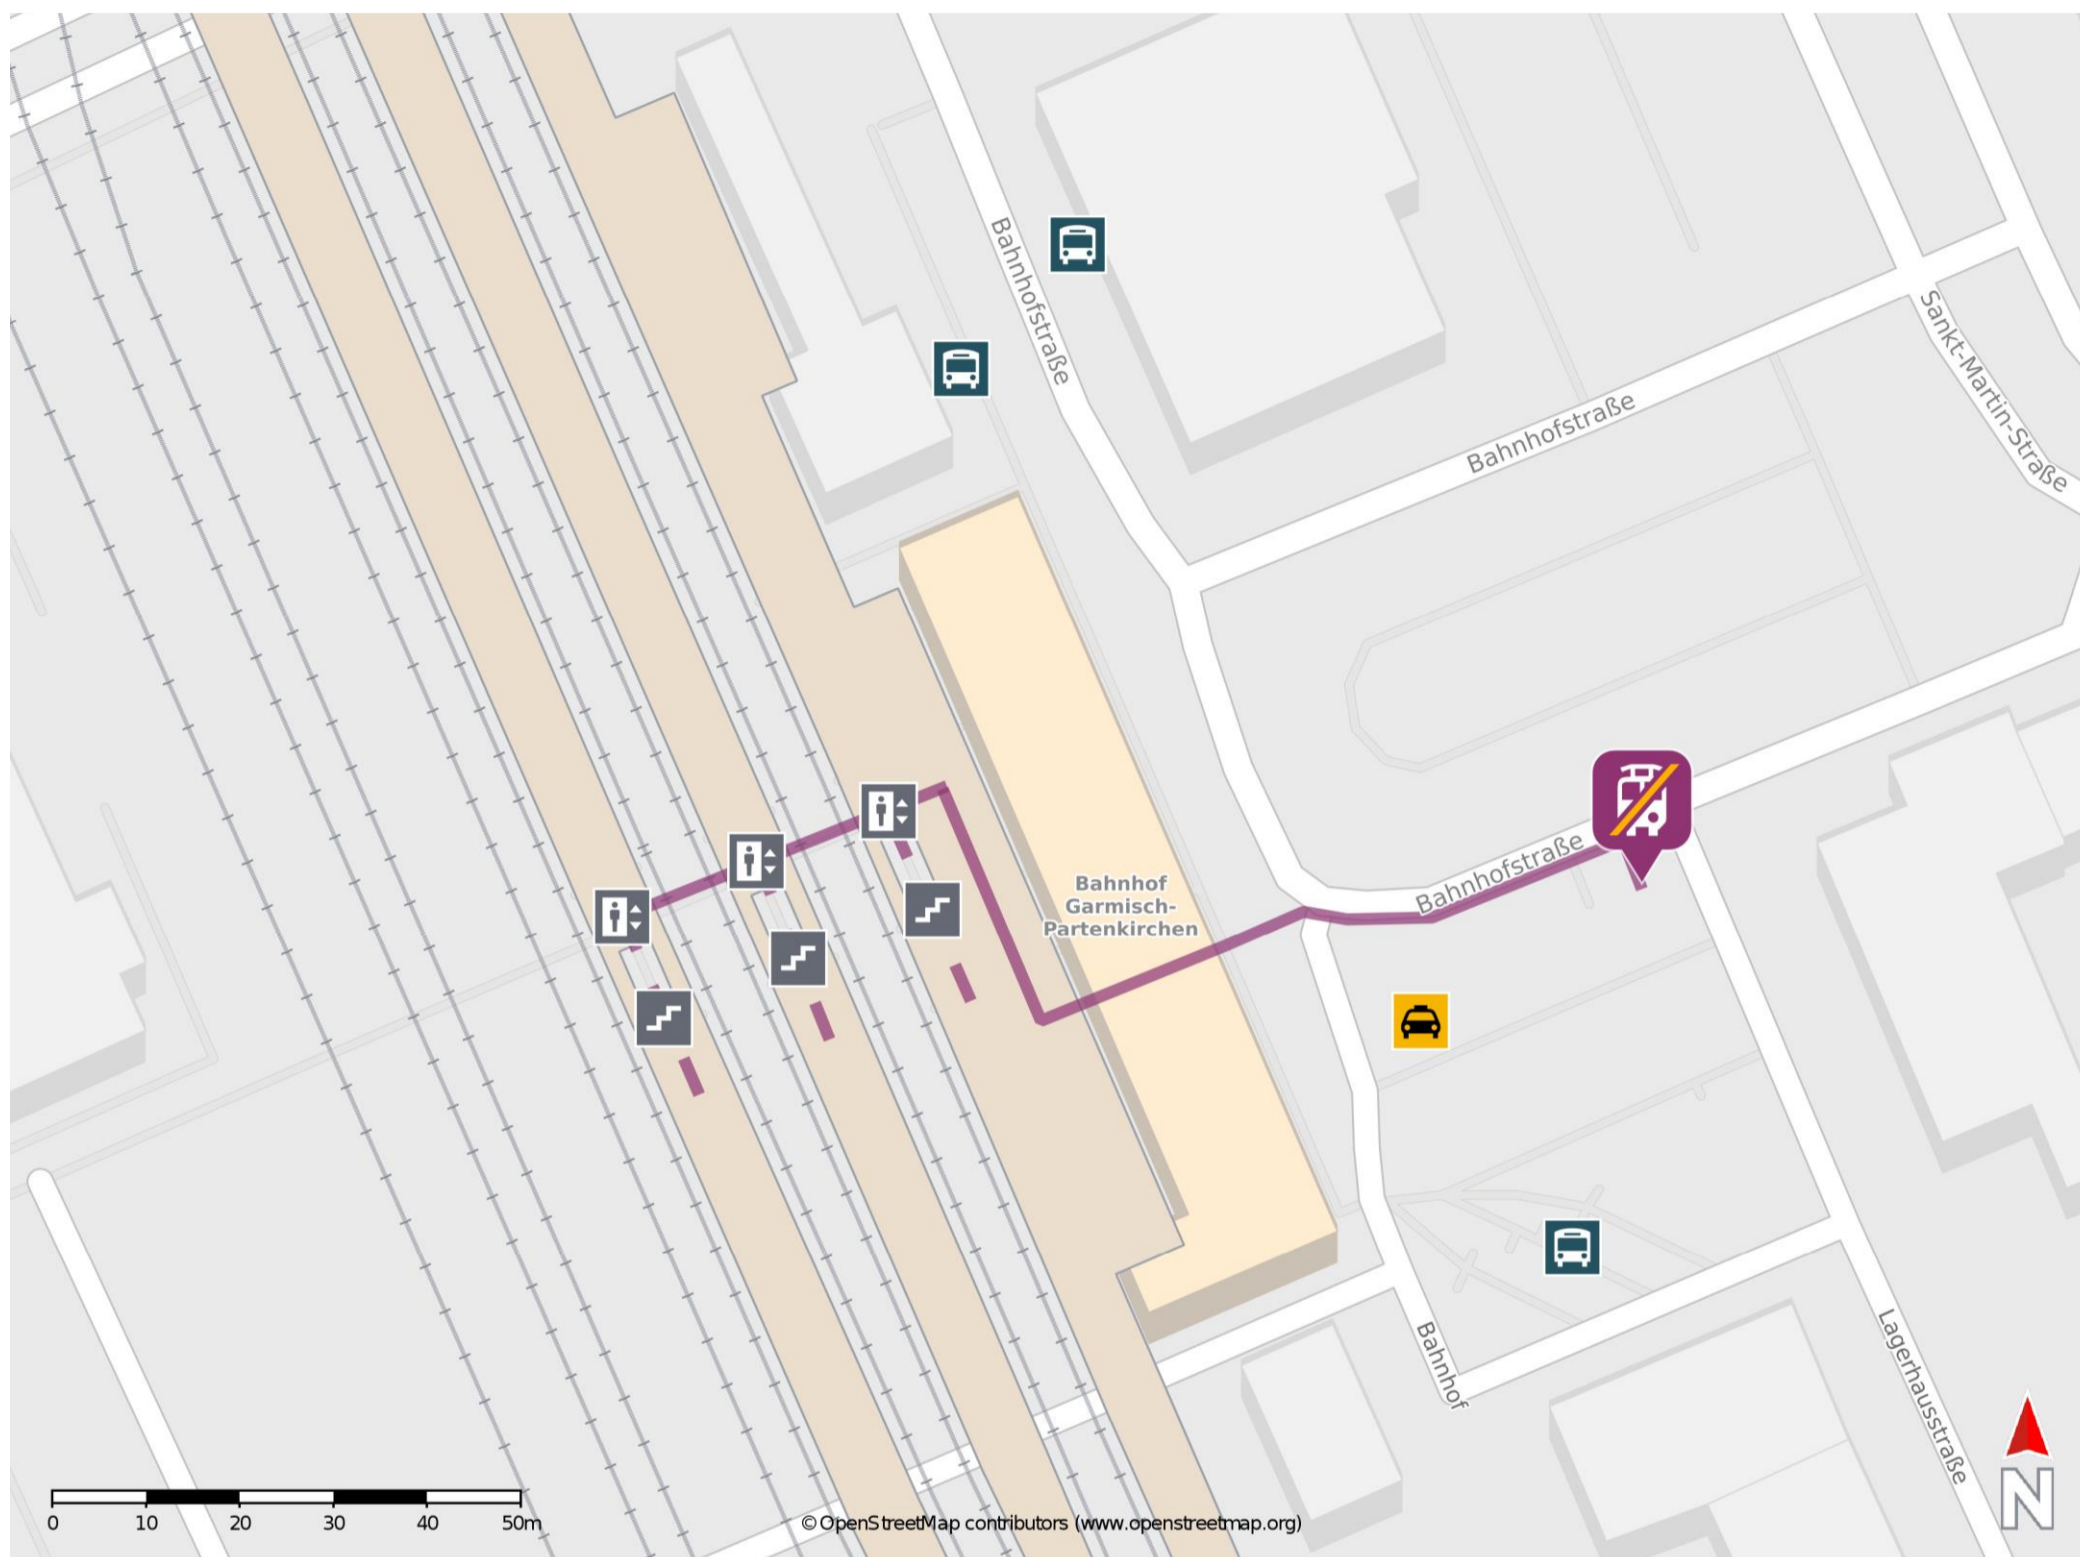 Bahnhofstraße
Bahnhofstraße
Sankt-Martin-Straße
Bahnhofstraße
Bahnhof
Garmisch-
Partenkirchen
Bahnhof
Lagerhausstraße
N
0 10 20 30 40 50m
© OpenStreetMap contributors (www.openstreetmap.org)